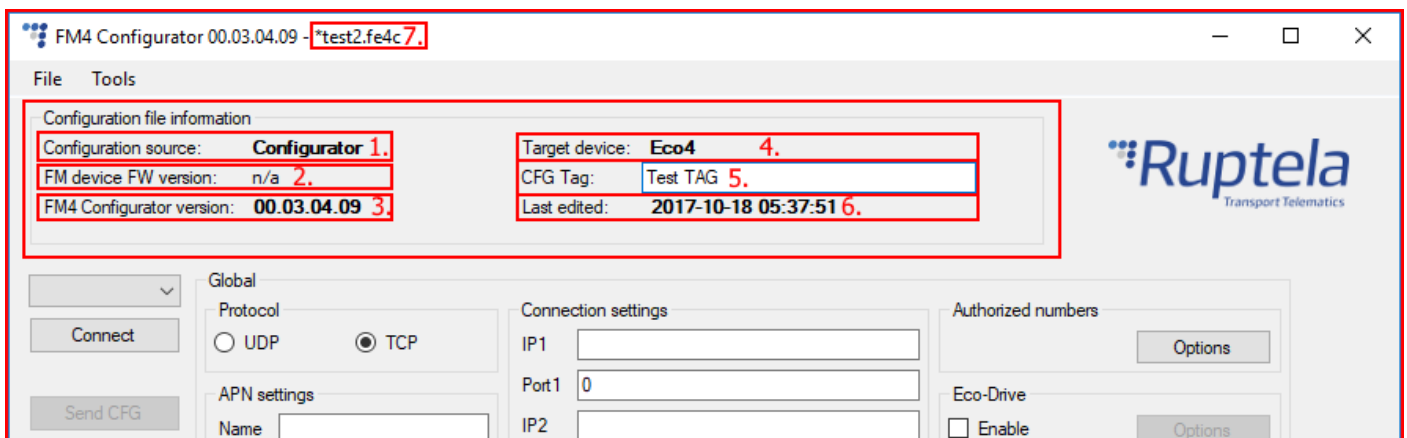 FM4 Configurator 00.03.04.09 - *test2.fe4c 7.
File Tools
Configuration file information
Configuration source: Configurator 1.
Target device: Eco4 4.
FM device FW version: n/a 2.
CFG Tag: Test TAG 5.
FM4 Configurator version: 00.03.04.09 3.
Last edited: 2017-10-18 05:37:51 6.
Ruptela
Transport Telematics
Connect
Send CFG
Global
Protocol
UDP TCP
APN settings
Name
Connection settings
IP1
Port1 0
IP2
Authorized numbers
Options
Eco-Drive
Enable Options